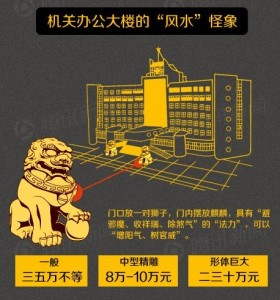 机关办公大楼的“风水”怪象
门口放一对狮子，门内摆放麒麟，具有“避
邪魔、收祥瑞、除煞气”的“法力”，可以
“增阳气、树官威”。
一般
三五万不等
中型精雕
8万-10万元
形体巨大
二三十万元